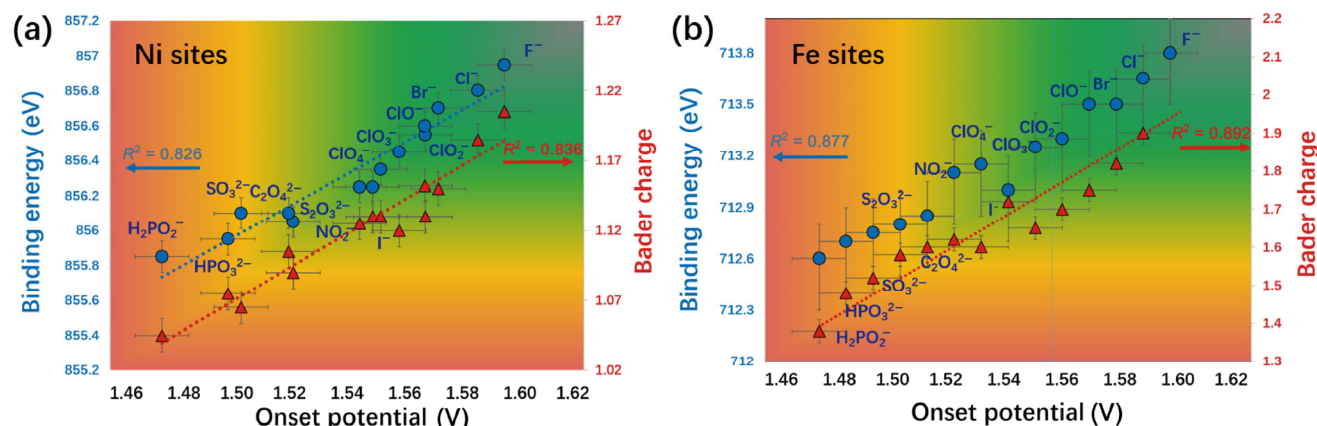 (a)
Ni sites
Binding energy (eV)
857.2
857
856.8
856.6
856.4
856.2
856
855.8
855.6
855.4
855.2
R² = 0.826
R² = 0.836
H₂PO₂⁻
HPO₃²⁻
SO₃²⁻
C₂O₄²⁻
S₂O₃²⁻
NO₂⁻
I⁻
ClO₄⁻
ClO₃⁻
ClO⁻
ClO₂⁻
Br⁻
Cl⁻
F⁻
1.27
1.22
1.17
1.12
1.07
1.02
Bader charge
1.46
1.48
1.50
1.52
1.54
1.56
1.58
1.60
1.62
Onset potential (V)
(b)
Fe sites
Binding energy (eV)
713.8
713.5
713.2
712.9
712.6
712.3
712
R² = 0.877
R² = 0.892
H₂PO₂⁻
HPO₃²⁻
SO₃²⁻
S₂O₃²⁻
C₂O₄²⁻
NO₂⁻
ClO₄⁻
I⁻
ClO₃⁻
ClO₂⁻
ClO⁻
Br⁻
Cl⁻
F⁻
2.2
2.1
2
1.9
1.8
1.7
1.6
1.5
1.4
1.3
Bader charge
1.46
1.48
1.50
1.52
1.54
1.56
1.58
1.60
1.62
Onset potential (V)